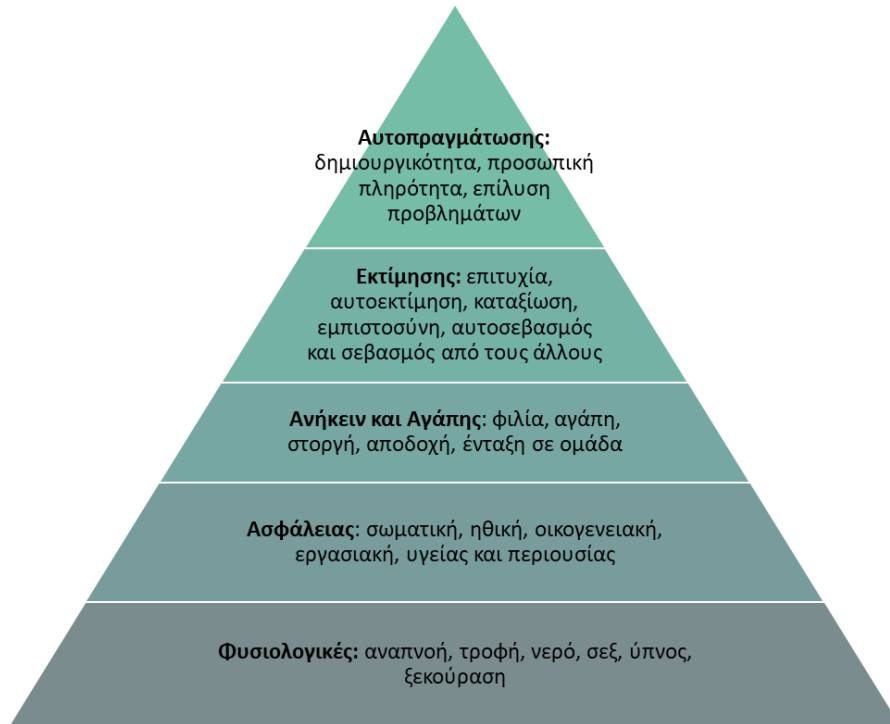 Αυτοπραγμάτωσης:
δημιουργικότητα, προσωπική
πληρότητα, επίλυση
προβλημάτων
Εκτίμησης: επιτυχία,
αυτοεκτίμηση, καταξίωση,
εμπιστοσύνη, αυτοσεβασμός
και σεβασμός από τους άλλους
Ανήκειν και Αγάπης: φιλία, αγάπη,
στοργή, αποδοχή, ένταξη σε ομάδα
Ασφάλειας: σωματική, ηθική, οικογενειακή,
εργασιακή, υγείας και περιουσίας
Φυσιολογικές: αναπνοή, τροφή, νερό, σεξ, ύπνος,
ξεκούραση